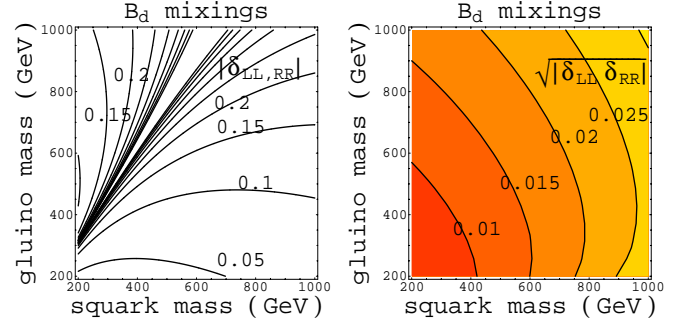 B_d mixings
gluino mass (GeV)
1000
800
600
400
200
0.2
0.15
|δ_LL,RR|
0.2
0.15
0.1
0.05
200 400 600 800 1000
squark mass (GeV)
B_d mixings
gluino mass (GeV)
1000
800
600
400
200
√|δ_LL δ_RR|
0.025
0.02
0.015
0.01
200 400 600 800 1000
squark mass (GeV)